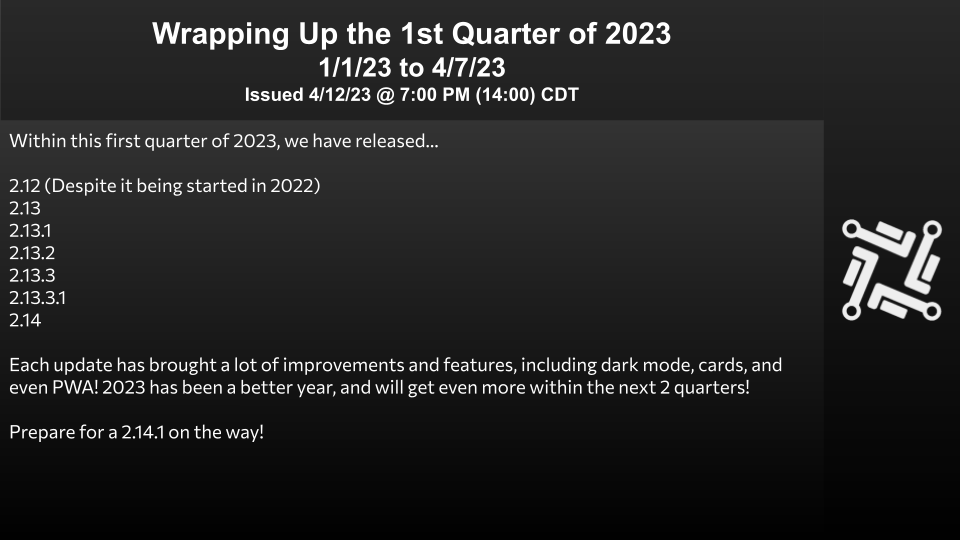 Wrapping Up the 1st Quarter of 2023
1/1/23 to 4/7/23
Issued 4/12/23 @ 7:00 PM (14:00) CDT
Within this first quarter of 2023, we have released...
2.12 (Despite it being started in 2022)
2.13
2.13.1
2.13.2
2.13.3
2.13.3.1
2.14
Each update has brought a lot of improvements and features, including dark mode, cards, and
even PWA! 2023 has been a better year, and will get even more within the next 2 quarters!
Prepare for a 2.14.1 on the way!